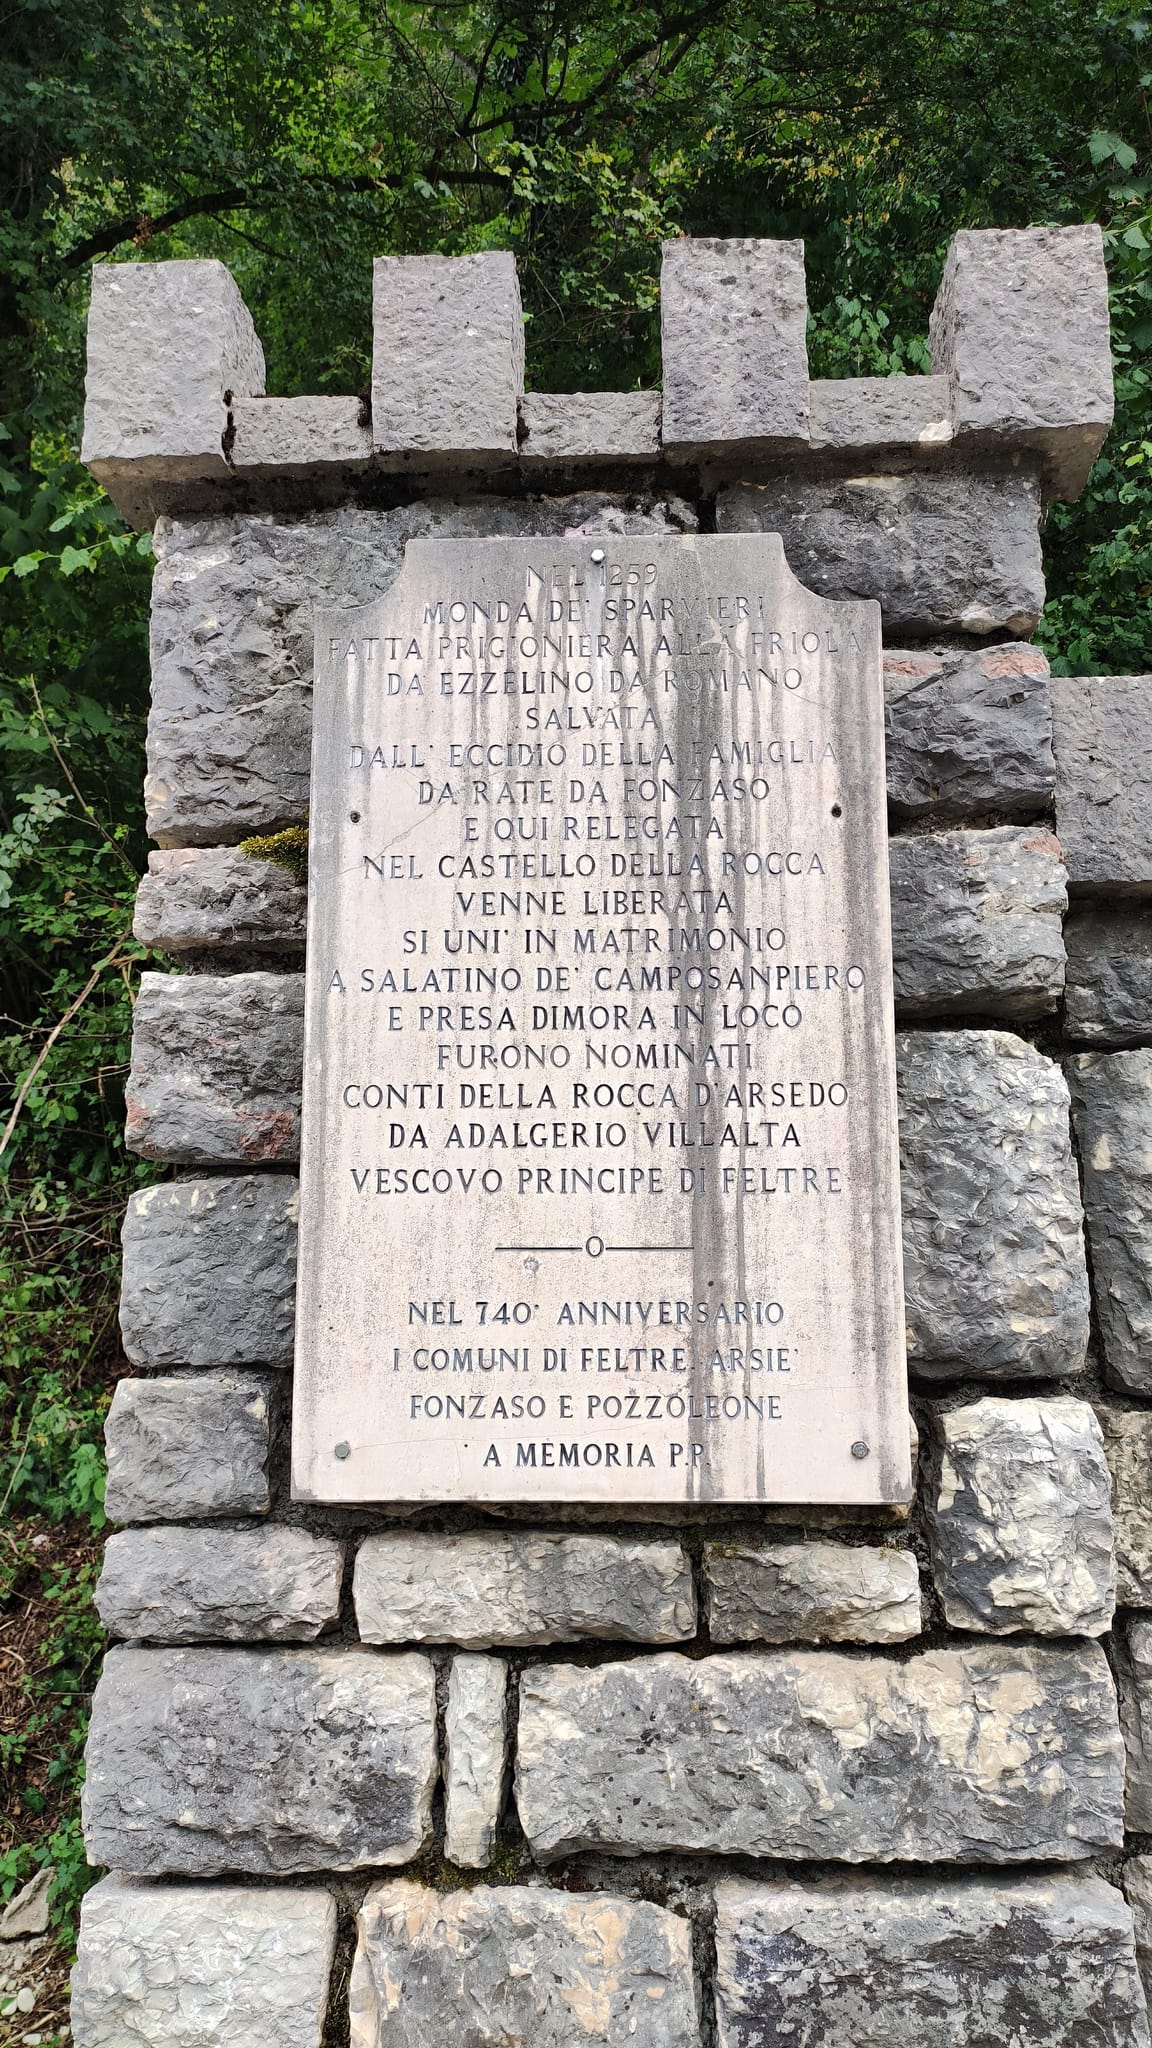 NEL 1259
MONDA DE' SPARVIERI
FATTA PRIGIONIERA ALLA FRIOLA
DA EZZELINO DA ROMANO
SALVATA
DALL' ECCIDIO DELLA FAMIGLIA
DA RATE DA FONZASO
E QUI RELEGATA
NEL CASTELLO DELLA ROCCA
VENNE LIBERATA
SI UNI' IN MATRIMONIO
A SALATINO DE' CAMPOSANPIERO
E PRESA DIMORA IN LOCO
FURONO NOMINATI
CONTI DELLA ROCCA D'ARSEDO
DA ADALGERIO VILLALTA
VESCOVO PRINCIPE DI FELTRE
O
NEL 740° ANNIVERSARIO
I COMUNI DI FELTRE ARSIE'
FONZASO E POZZOLEONE
A MEMORIA P.P.